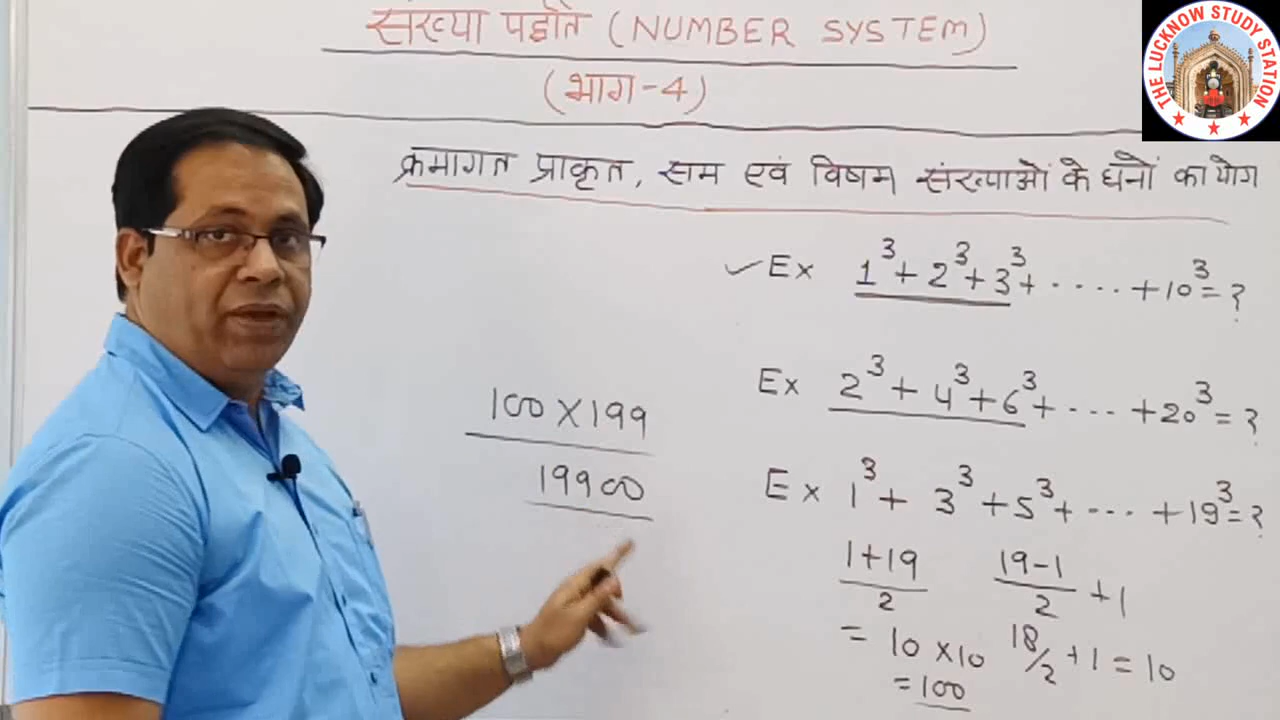 संख्या पद्धति (NUMBER SYSTEM)
(भाग-4)
THE LUCKNOW STUDY STATION
क्रमागत प्राकृत, सम एवं विषम संख्याओं के घनों का योग
Ex 1³ + 2³ + 3³ + ..... + 10³ = ?
Ex 2³ + 4³ + 6³ + .... + 20³ = ?
Ex 1³ + 3³ + 5³ + .... + 19³ = ?
100 × 199
19900
(1+19)/2 (19-1)/2 + 1
= 10 × 10 18/2 + 1 = 10
= 100